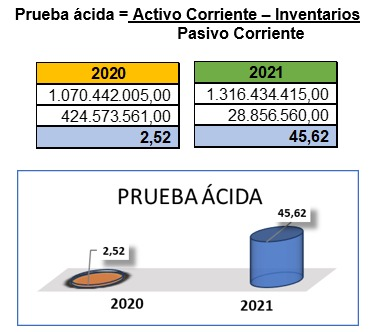 Prueba ácida = Activo Corriente – Inventarios
Pasivo Corriente
2020 2021
1.070.442.005,00 1.316.434.415,00
424.573.561,00 28.856.560,00
2,52 45,62
PRUEBA ÁCIDA
45,62
2,52
2020 2021